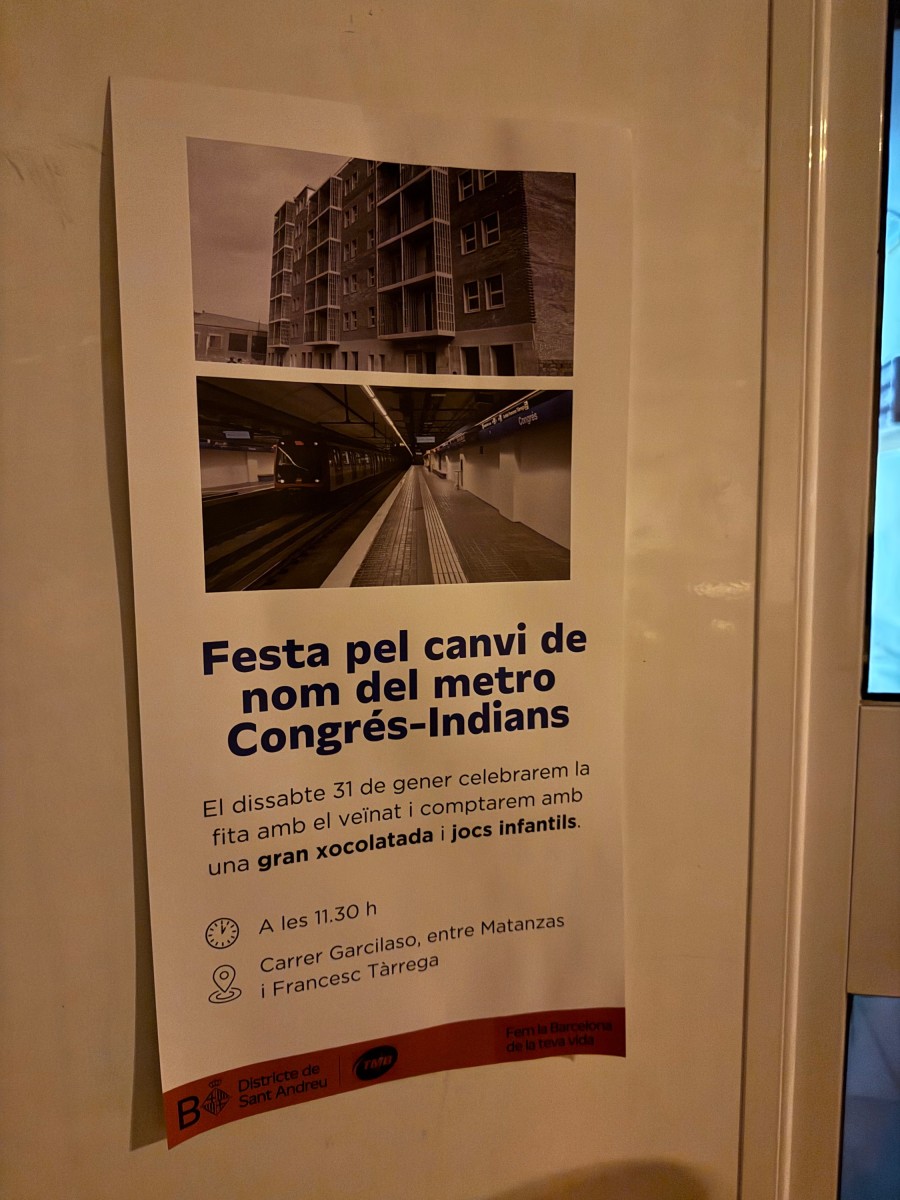 Congrés
Festa pel canvi de
nom del metro
Congrés-Indians
El dissabte 31 de gener celebrarem la
fita amb el veïnat i comptarem amb
una gran xocolatada i jocs infantils.
A les 11.30 h
Carrer Garcilaso, entre Matanzas
i Francesc Tàrrega
B
Districte de
Sant Andreu
TMB
Fem la Barcelona
de la teva vida